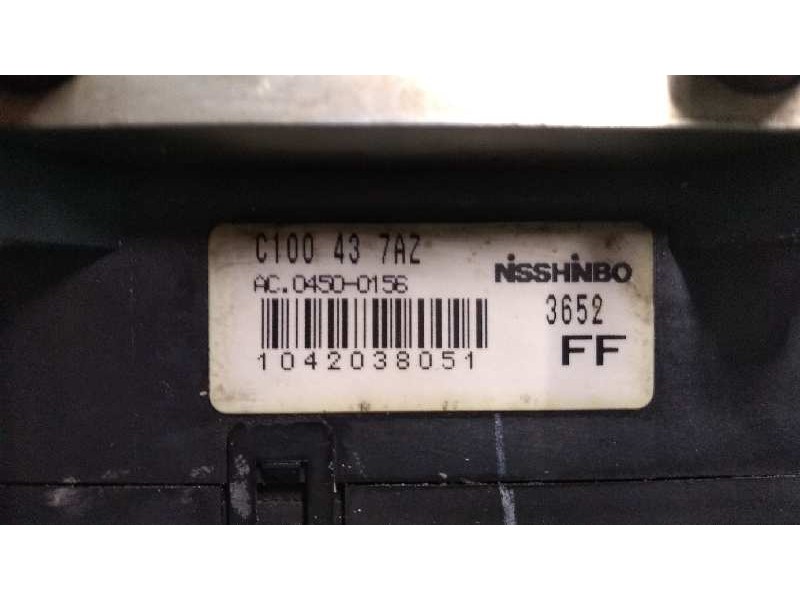 C100 43 7AZ
NISSHINBO
AC.0450-0156
3652
1042038051
FF